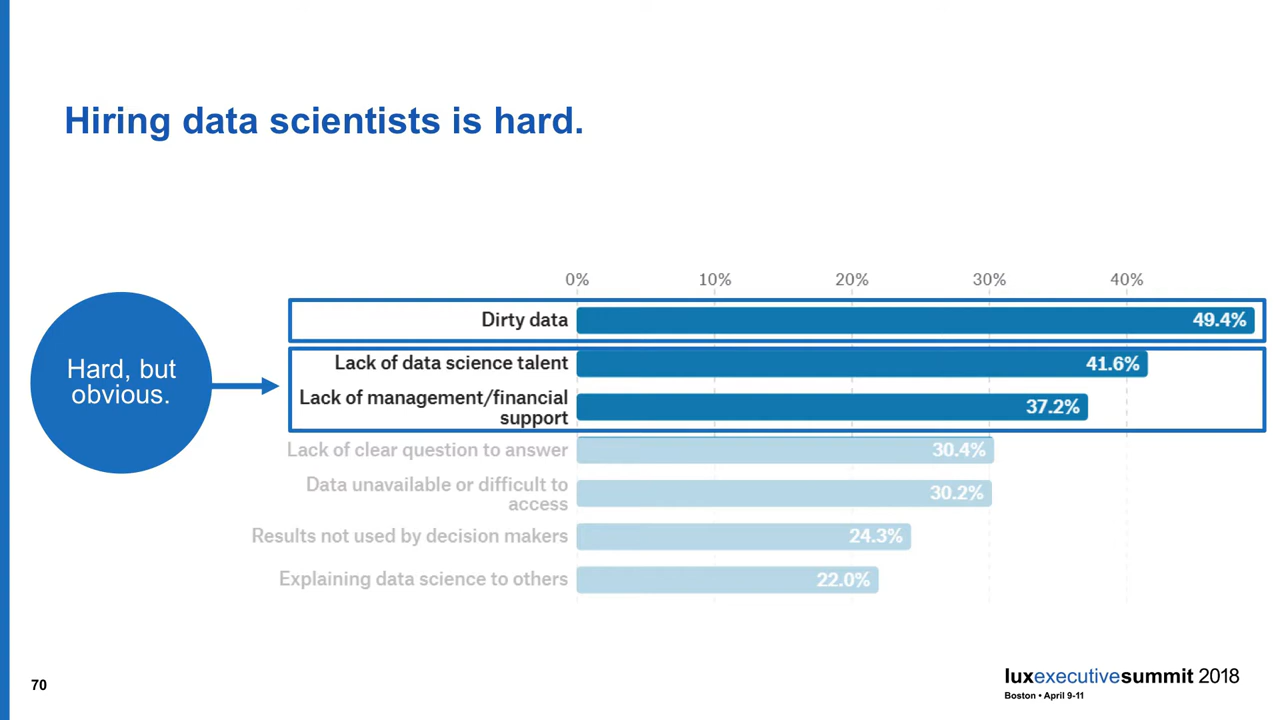 Hiring data scientists is hard.
0% 10% 20% 30% 40%
Dirty data 49.4%
Hard, but
obvious.
Lack of data science talent 41.6%
Lack of management/financial
support 37.2%
Lack of clear question to answer 30.4%
Data unavailable or difficult to
access 30.2%
Results not used by decision makers 24.3%
Explaining data science to others 22.0%
70
luxexecutivesummit 2018
Boston • April 9-11